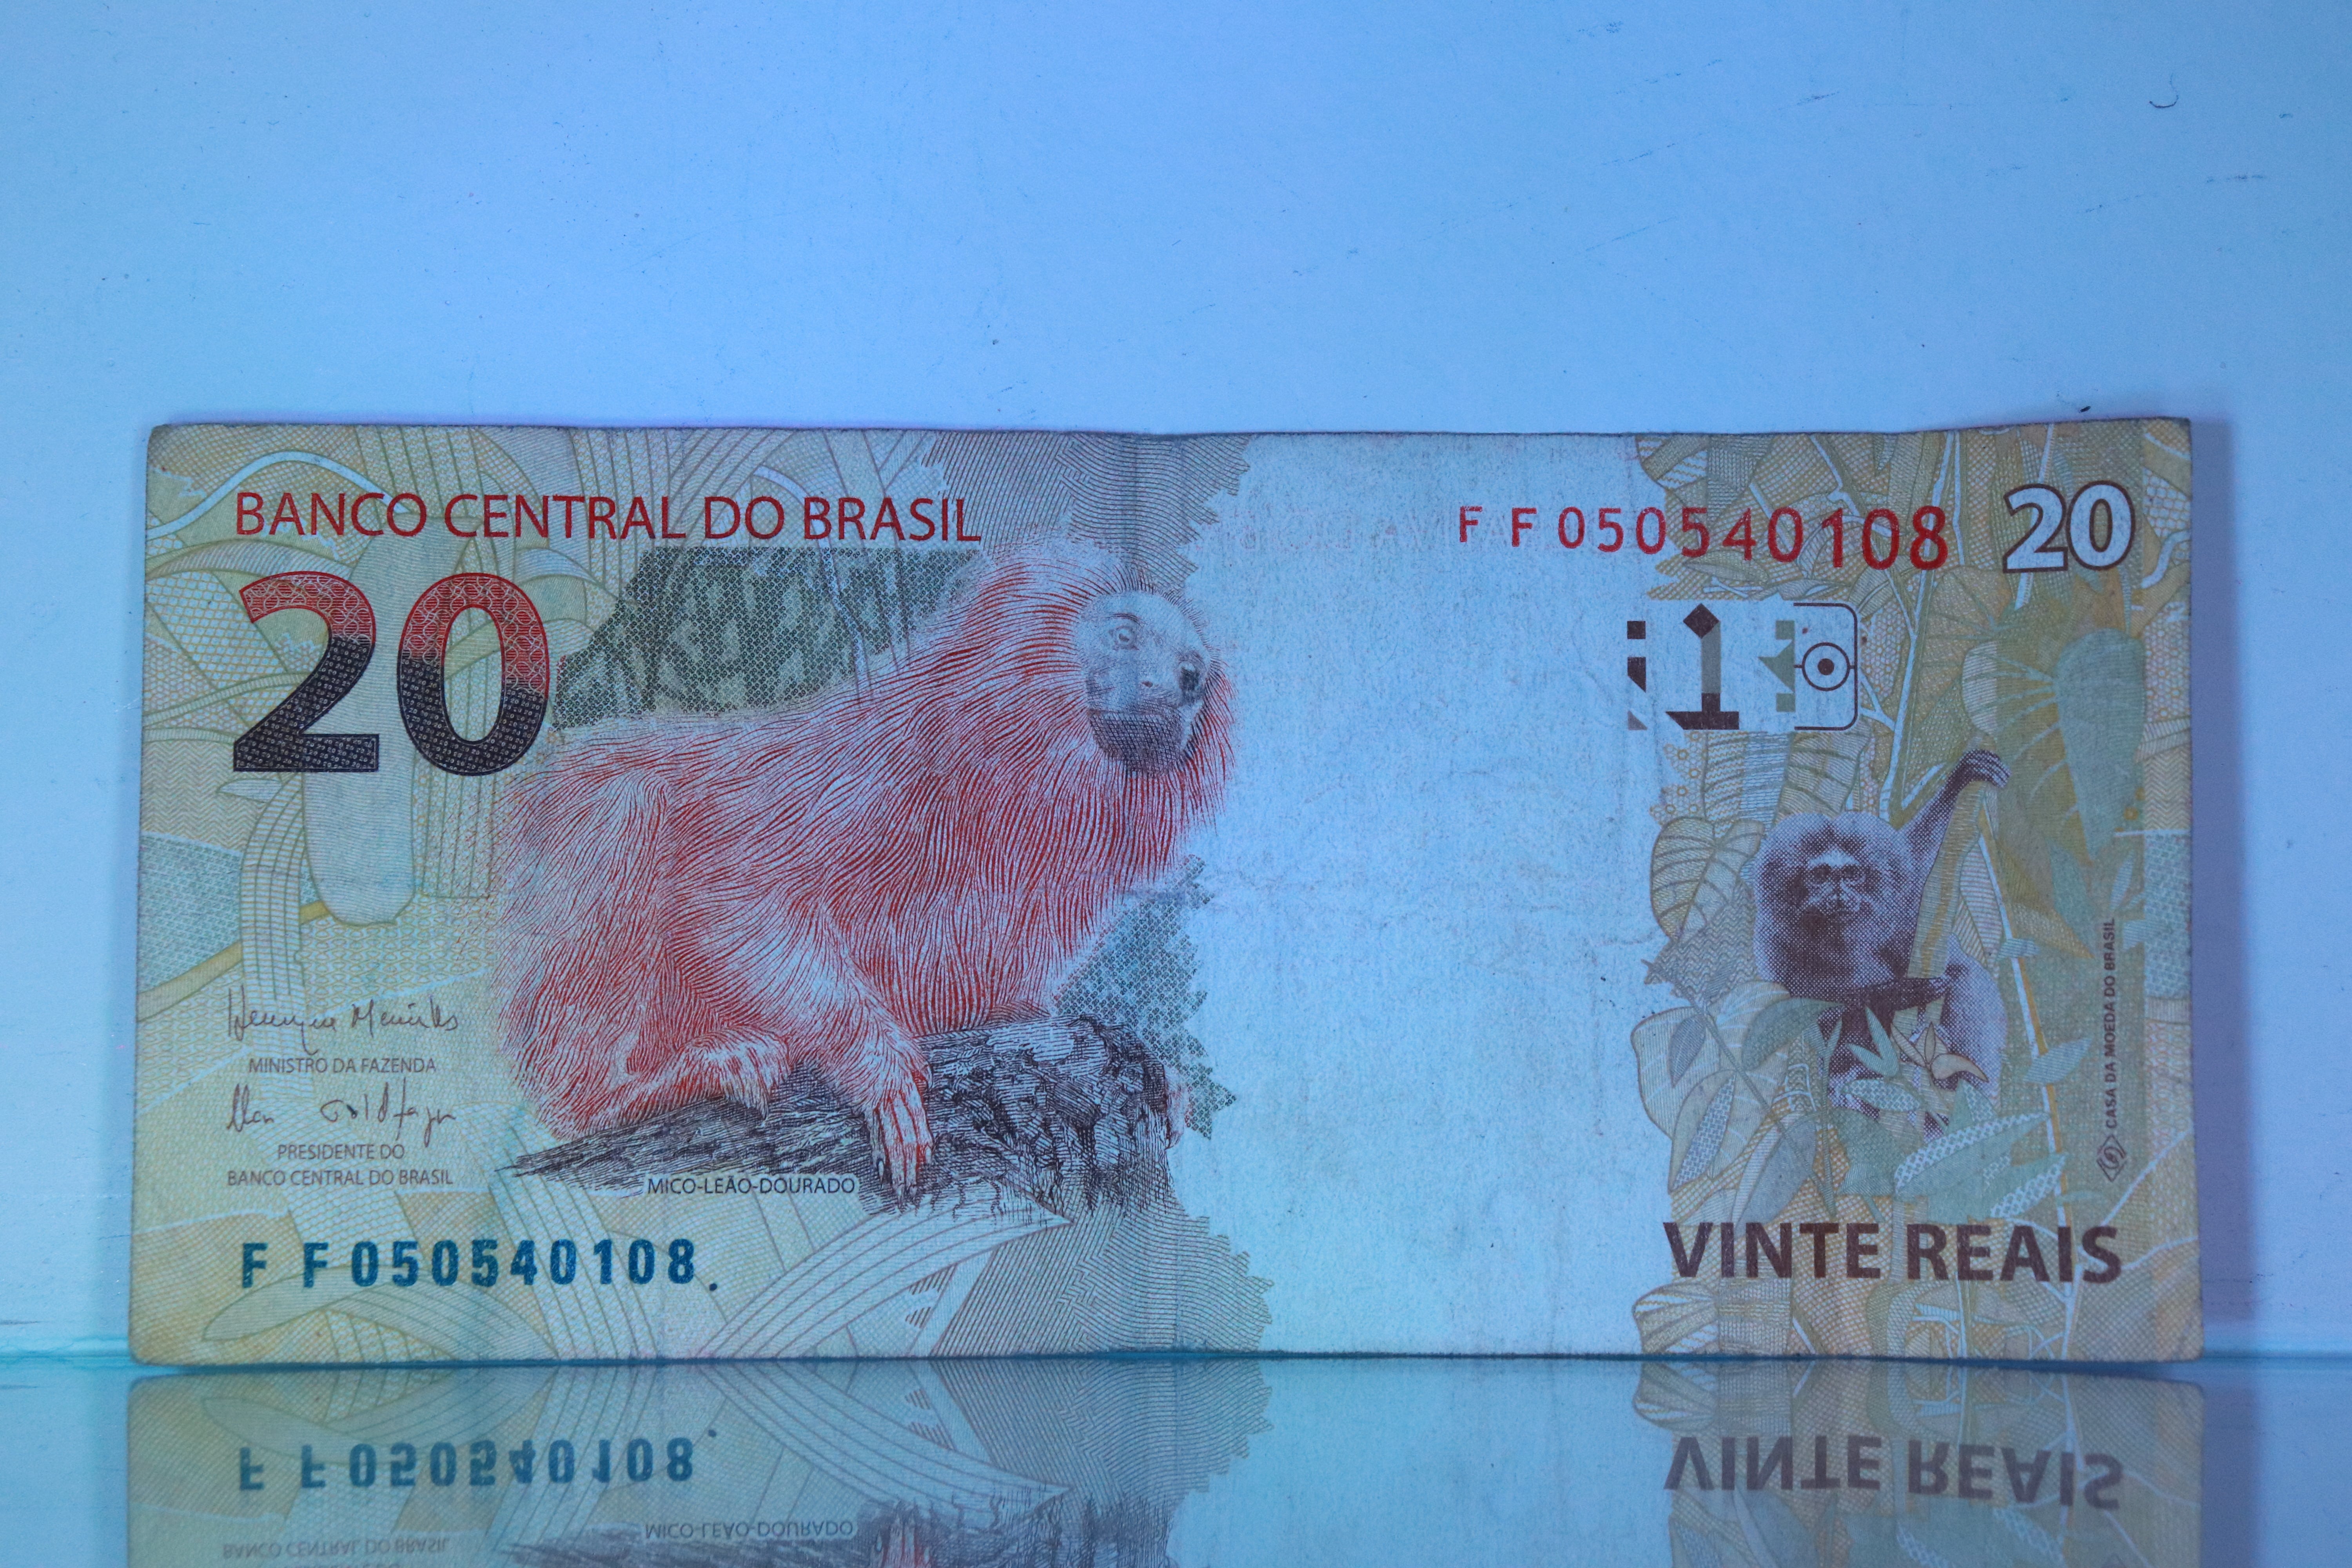 BANCO CENTRAL DO BRASIL
F F 050540108
20
20
MINISTRO DA FAZENDA
PRESIDENTE DO
BANCO CENTRAL DO BRASIL
MICO-LEÃO-DOURADO
F F 050540108
CASA DA MOEDA DO BRASIL
VINTE REAIS